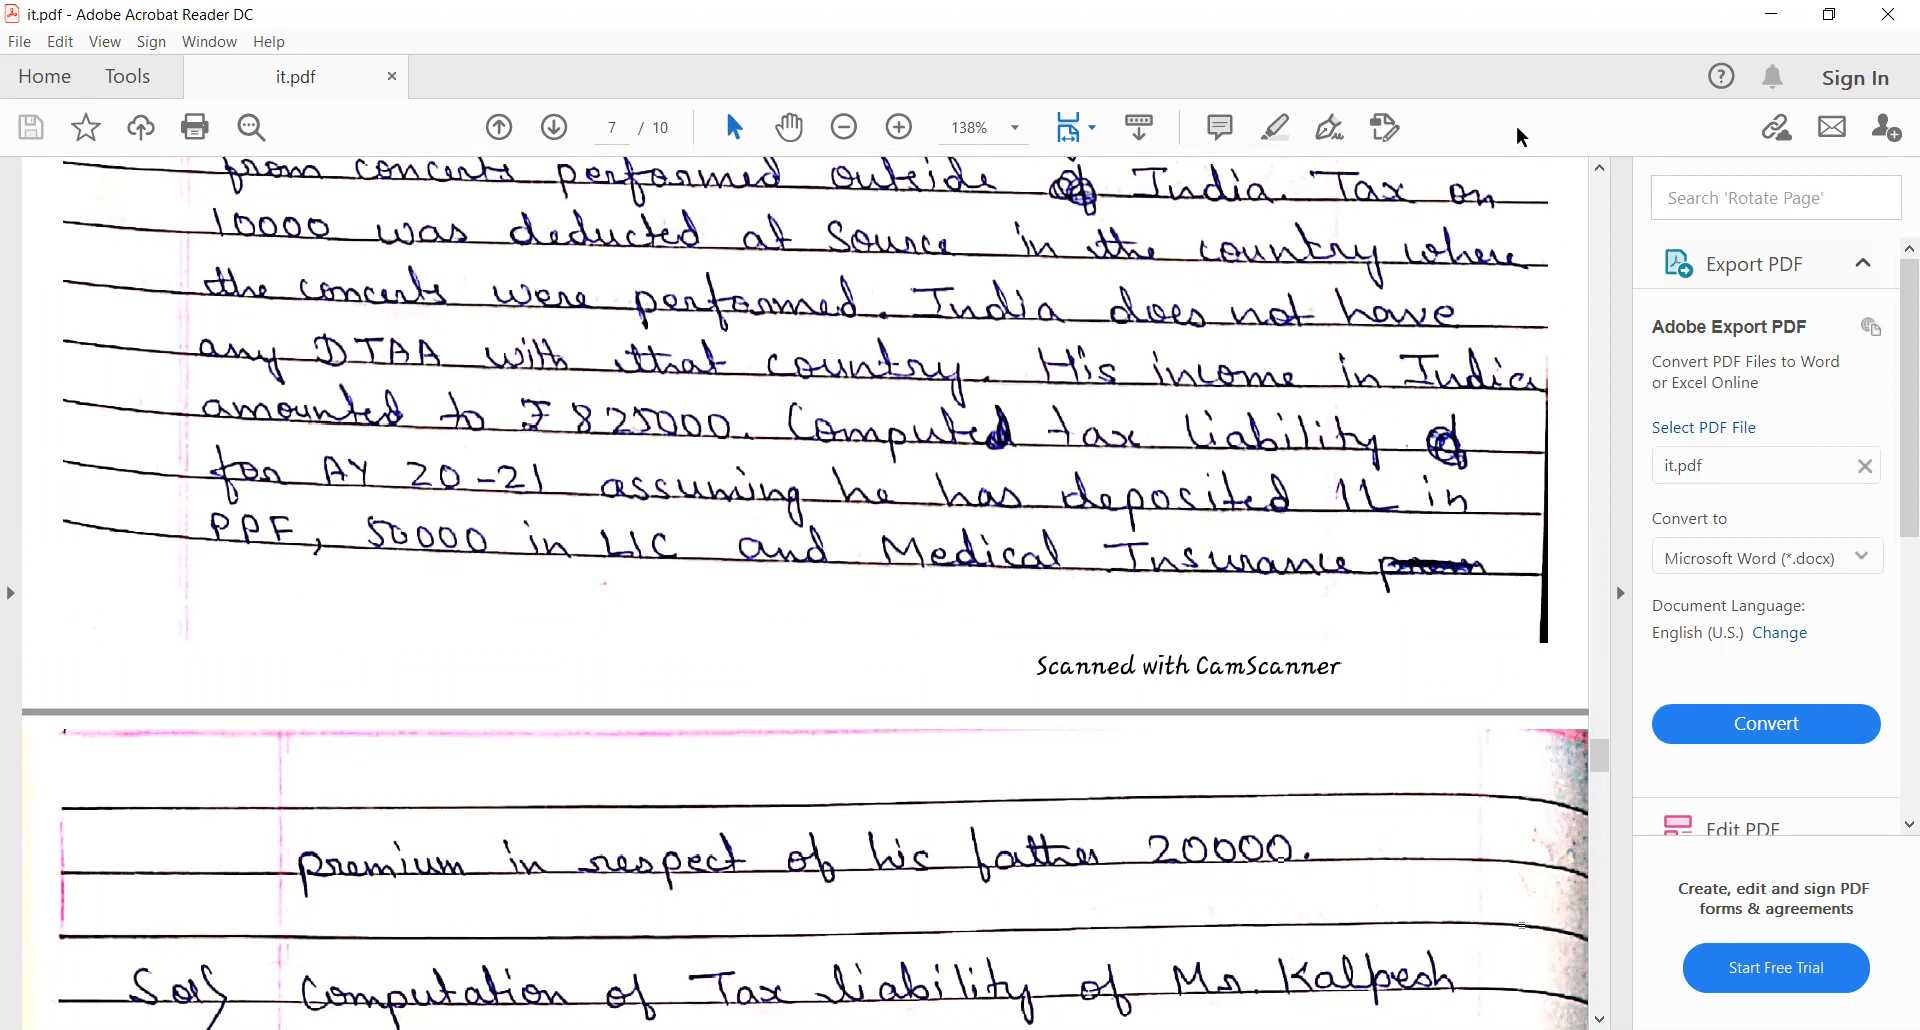 it.pdf - Adobe Acrobat Reader DC
File Edit View Sign Window Help
Home Tools it.pdf × Sign In
7 / 10 138%
from concerts performed outside India. Tax on
10000 was deducted at source in the country where
the concerts were performed. India does not have
any DTAA with that country. His income in India
amounted to ₹ 825000. Computed tax liability
for AY 20-21 assuming he has deposited 1L in
PPF, 50000 in LIC and Medical Insurance
Scanned with CamScanner
premium in respect of his father 20000.
Sol) Computation of Tax liability of Mr. Kalpesh
Search 'Rotate Page'
Export PDF
Adobe Export PDF
Convert PDF Files to Word
or Excel Online
Select PDF File
it.pdf
Convert to
Microsoft Word (*.docx)
Document Language:
English (U.S.) Change
Convert
Edit PDF
Create, edit and sign PDF
forms & agreements
Start Free Trial